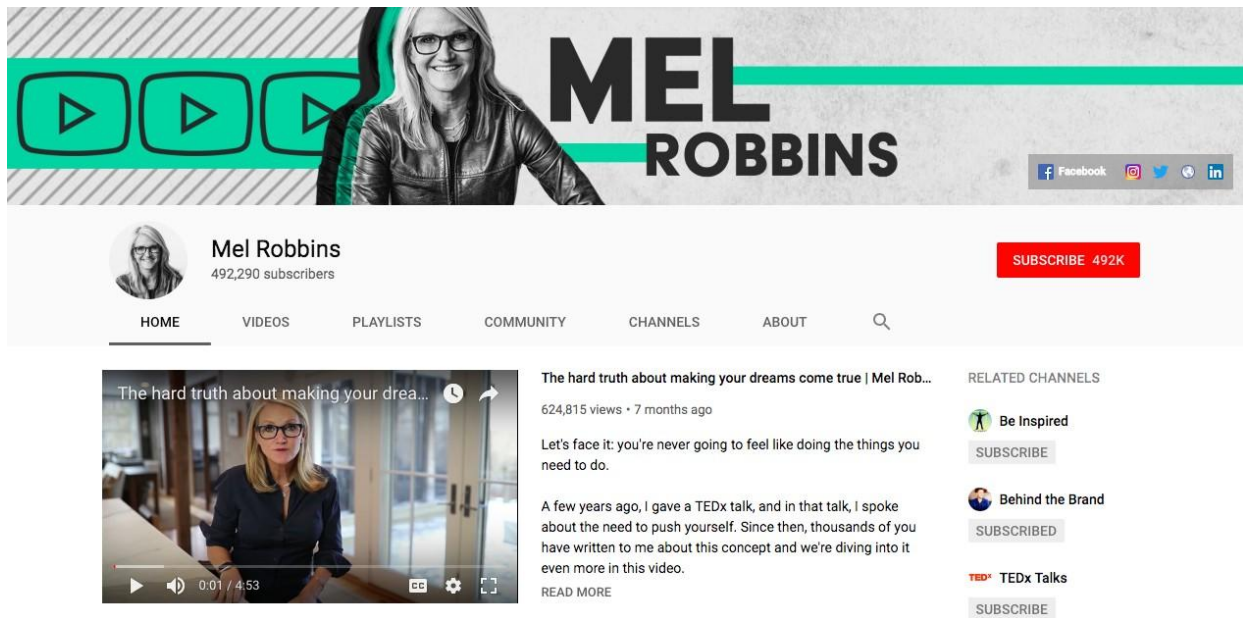 MEL
ROBBINS
Facebook
Mel Robbins
492,290 subscribers
SUBSCRIBE 492K
HOME VIDEOS PLAYLISTS COMMUNITY CHANNELS ABOUT
The hard truth about making your drea...
0:01 / 4:53
CC
The hard truth about making your dreams come true | Mel Rob...
624,815 views • 7 months ago
Let's face it: you're never going to feel like doing the things you
need to do.
A few years ago, I gave a TEDx talk, and in that talk, I spoke
about the need to push yourself. Since then, thousands of you
have written to me about this concept and we're diving into it
even more in this video.
READ MORE
RELATED CHANNELS
Be Inspired
SUBSCRIBE
Behind the Brand
SUBSCRIBED
TEDx TEDx Talks
SUBSCRIBE